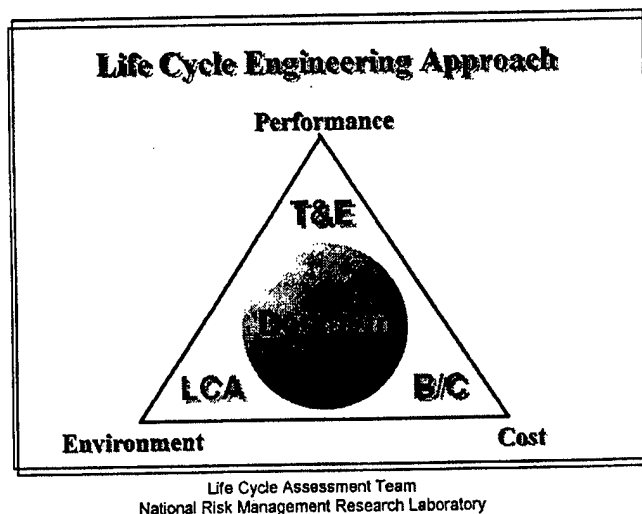 Life Cycle Engineering Approach
Performance
T&E
LCA
B/C
Environment
Cost
Life Cycle Assessment Team
National Risk Management Research Laboratory